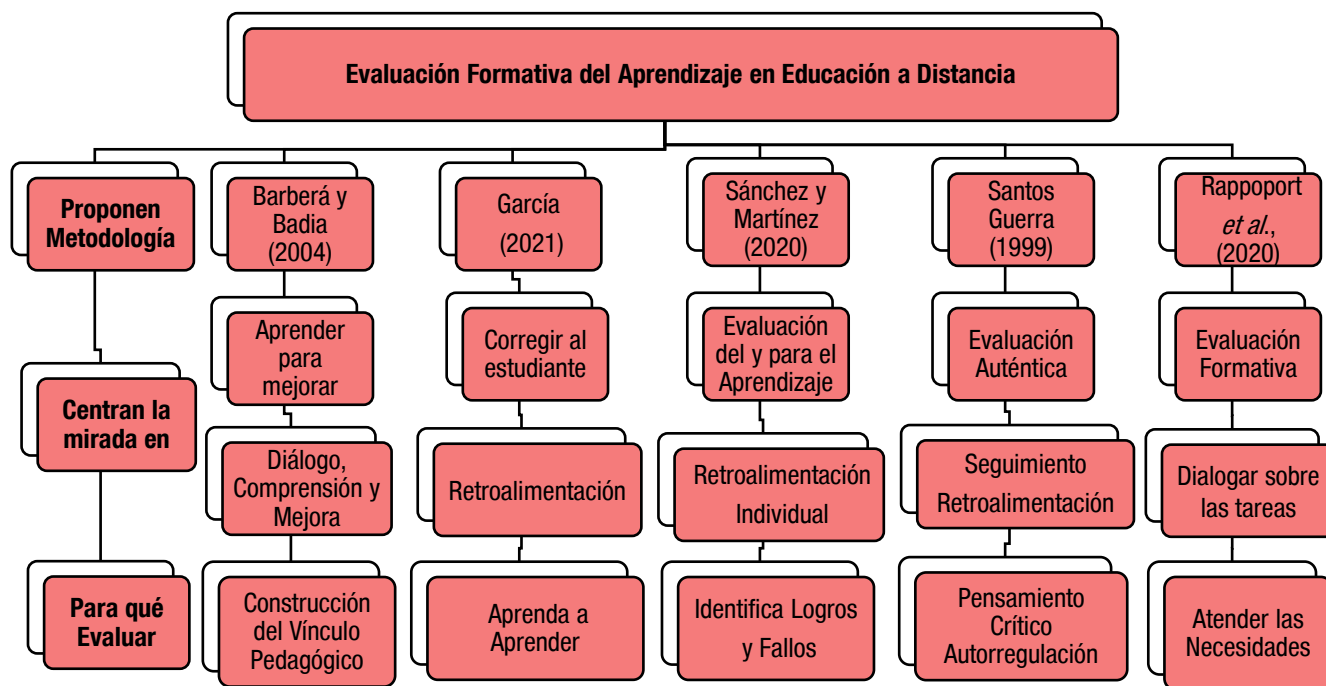 Evaluación Formativa del Aprendizaje en Educación a Distancia
Proponen
Metodología
Centran la
mirada en
Para qué
Evaluar
Barberá y
Badia
(2004)
Aprender
para
mejorar
Diálogo,
Comprensión y
Mejora
Construcción
del Vínculo
Pedagógico
García
(2021)
Corregir al
estudiante
Retroalimentación
Aprenda a
Aprender
Sánchez y
Martínez
(2020)
Evaluación
del y para el
Aprendizaje
Retroalimentación
Individual
Identifica Logros
y Fallos
Santos
Guerra
(1999)
Evaluación
Auténtica
Seguimiento
Retroalimentación
Pensamiento
Crítico
Autorregulación
Rappoport
et al.,
(2020)
Evaluación
Formativa
Dialogar sobre
las tareas
Atender las
Necesidades